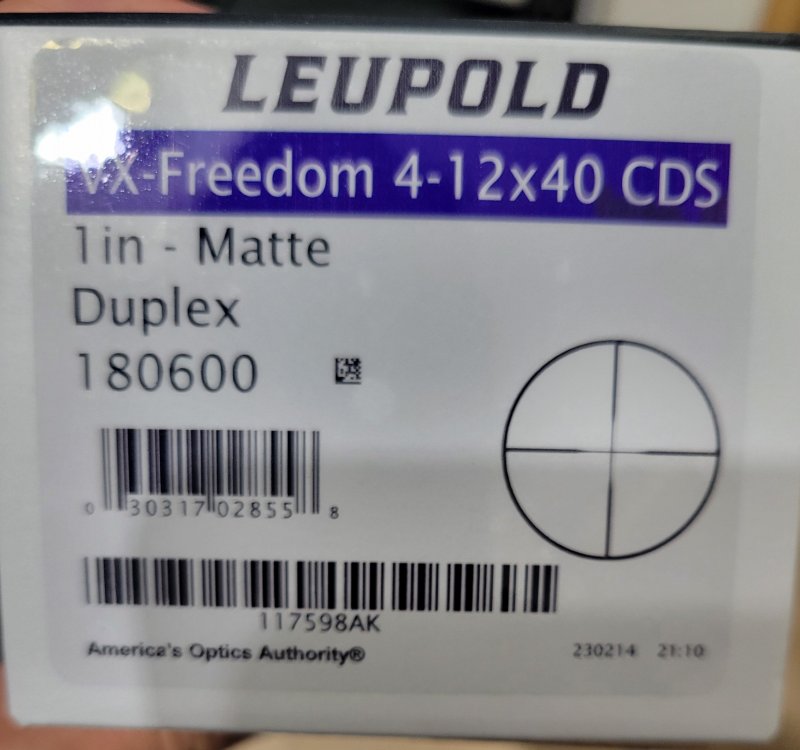 LEUPOLD
VX-Freedom 4-12x40 CDS
1in - Matte
Duplex
180600
0 30317 02855 8
117598AK
America's Optics Authority® 230214 21:10